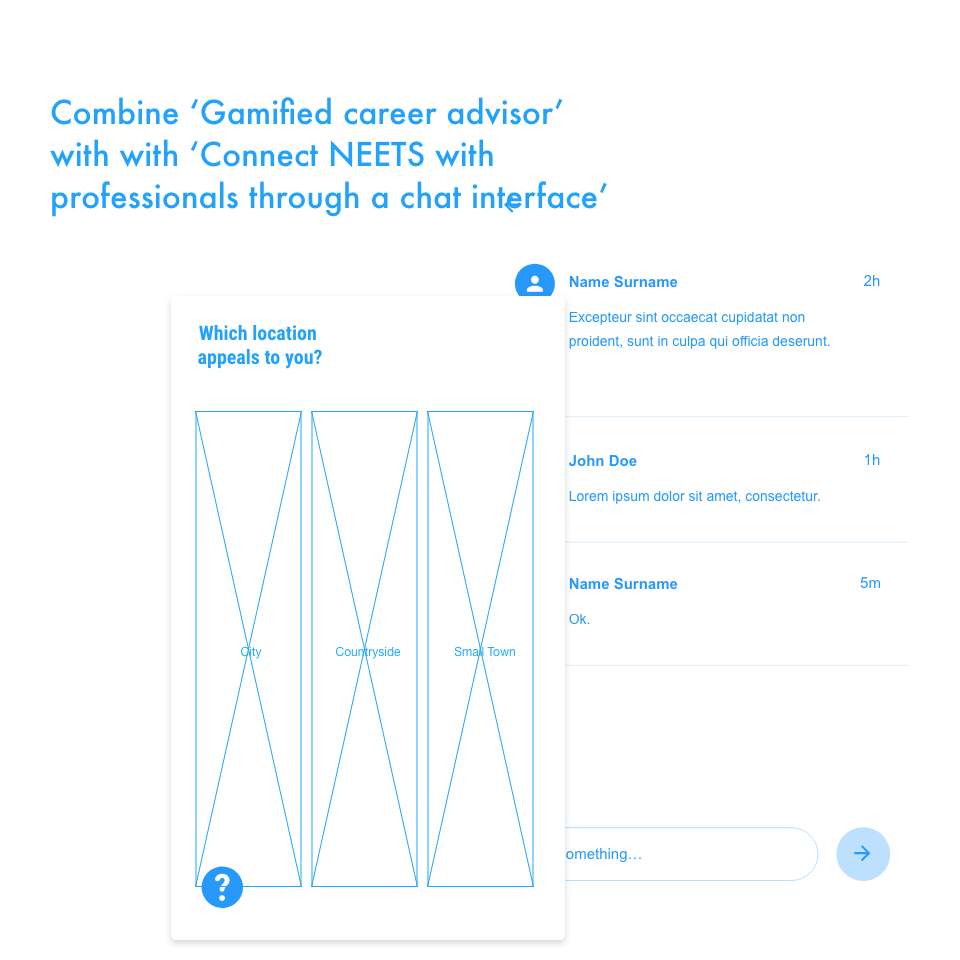 Combine ‘Gamified career advisor’
with with ‘Connect NEETS with
professionals through a chat interface’
Name Surname 2h
Excepteur sint occaecat cupidatat non
proident, sunt in culpa qui officia deserunt.
John Doe 1h
Lorem ipsum dolor sit amet, consectetur.
Name Surname 5m
Ok.
omething...
Which location
appeals to you?
City Countryside Small Town
?